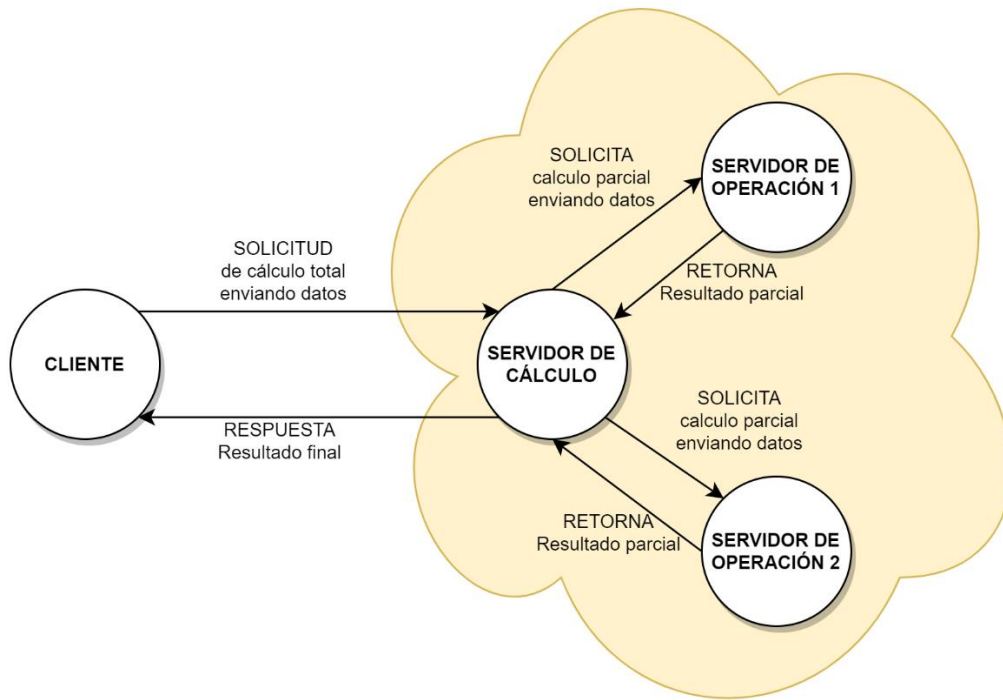 SOLICITA
calculo parcial
enviando datos
SERVIDOR DE
OPERACIÓN 1
SOLICITUD
de cálculo total
enviando datos
RETORNA
Resultado parcial
CLIENTE
SERVIDOR DE
CÁLCULO
SOLICITA
calculo parcial
enviando datos
RESPUESTA
Resultado final
RETORNA
Resultado parcial
SERVIDOR DE
OPERACIÓN 2